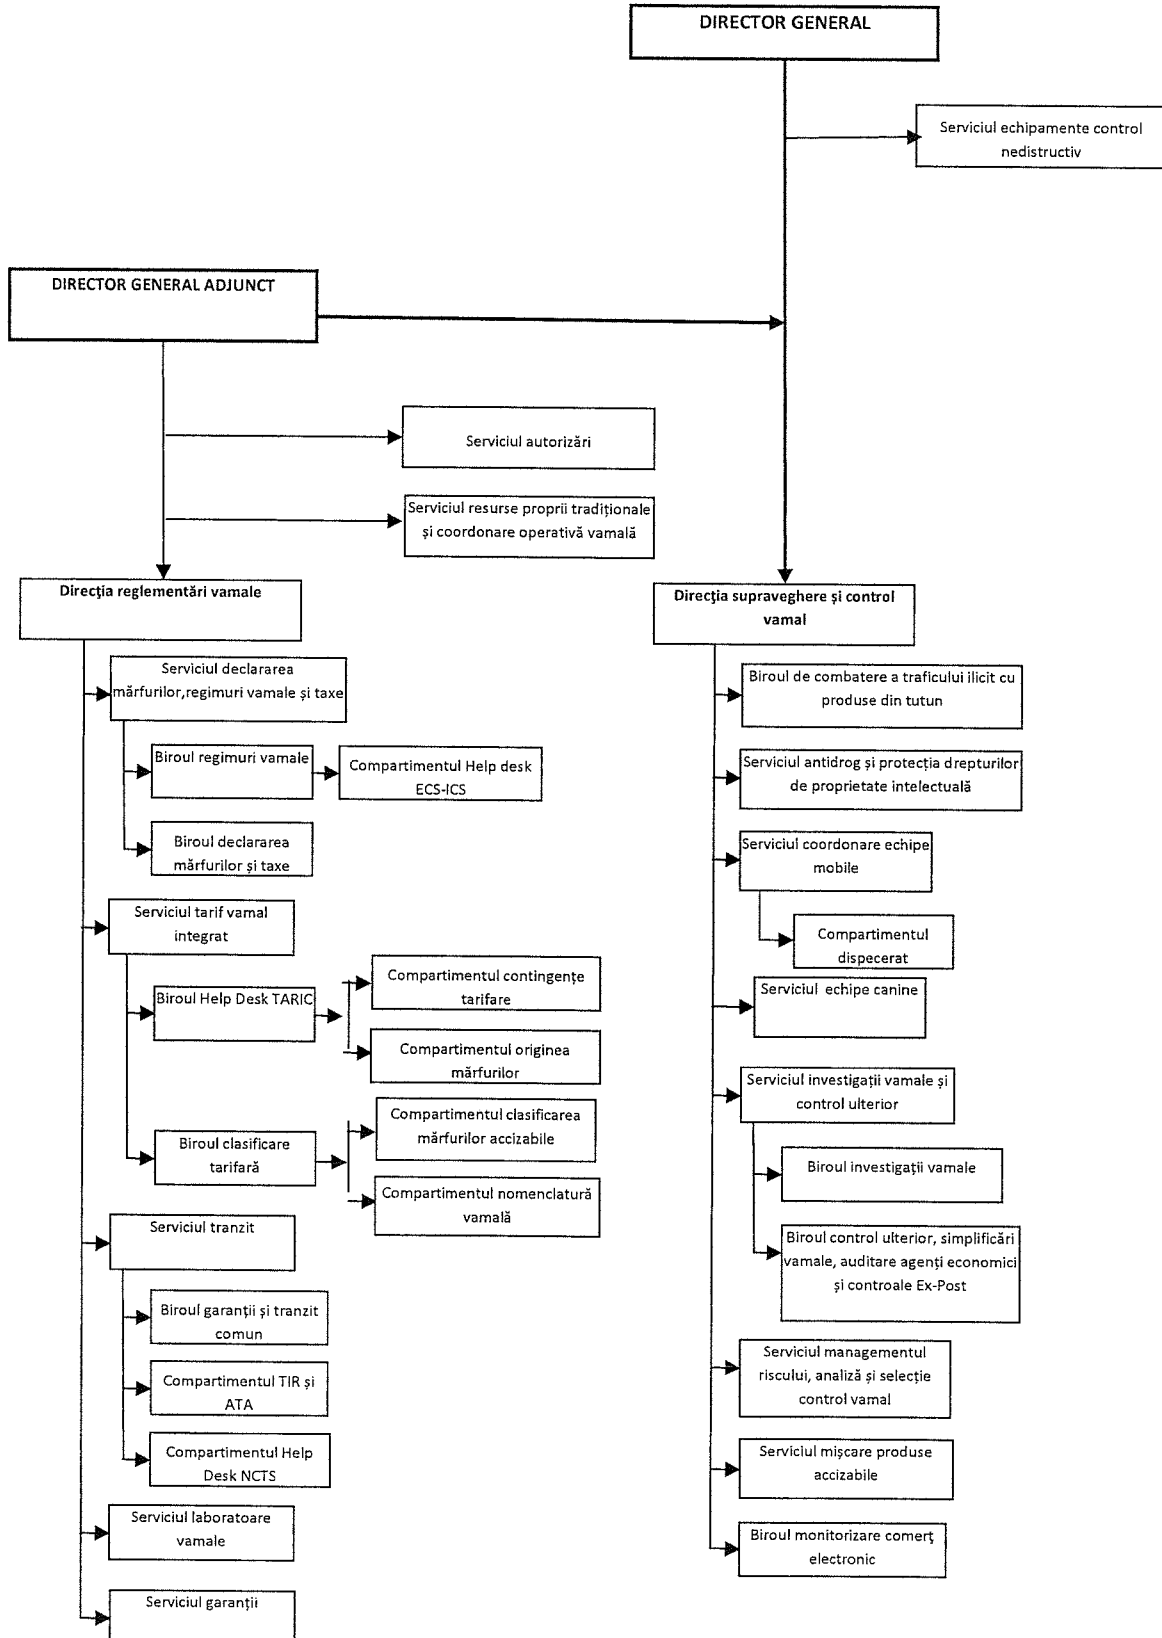 DIRECTOR GENERAL
Serviciul echipamente control
nedistructiv
DIRECTOR GENERAL ADJUNCT
Serviciul autorizări
Serviciul resurse proprii tradiționale
și coordonare operativă vamală
Direcția reglementări vamale
Serviciul declararea
mărfurilor,regimuri vamale și taxe
Biroul regimuri vamale
Compartimentul Help desk
ECS-ICS
Biroul declararea
mărfurilor și taxe
Serviciul tarif vamal
integrat
Biroul Help Desk TARIC
Compartimentul contingențe
tarifare
Compartimentul originea
mărfurilor
Biroul clasificare
tarifară
Compartimentul clasificarea
mărfurilor accizabile
Compartimentul nomenclatură
vamală
Serviciul tranzit
Biroul garanții și tranzit
comun
Compartimentul TIR și
ATA
Compartimentul Help
Desk NCTS
Serviciul laboratoare
vamale
Serviciul garanții
Direcția supraveghere și control
vamal
Biroul de combatere a traficului ilicit cu
produse din tutun
Serviciul antidrog și protecția drepturilor
de proprietate intelectuală
Serviciul coordonare echipe
mobile
Compartimentul
dispecerat
Serviciul echipe canine
Serviciul investigații vamale și
control ulterior
Biroul investigații vamale
Biroul control ulterior, simplificări
vamale, auditare agenți economici
și controale Ex-Post
Serviciul managementul
riscului, analiză și selecție
control vamal
Serviciul mișcare produse
accizabile
Biroul monitorizare comerț
electronic